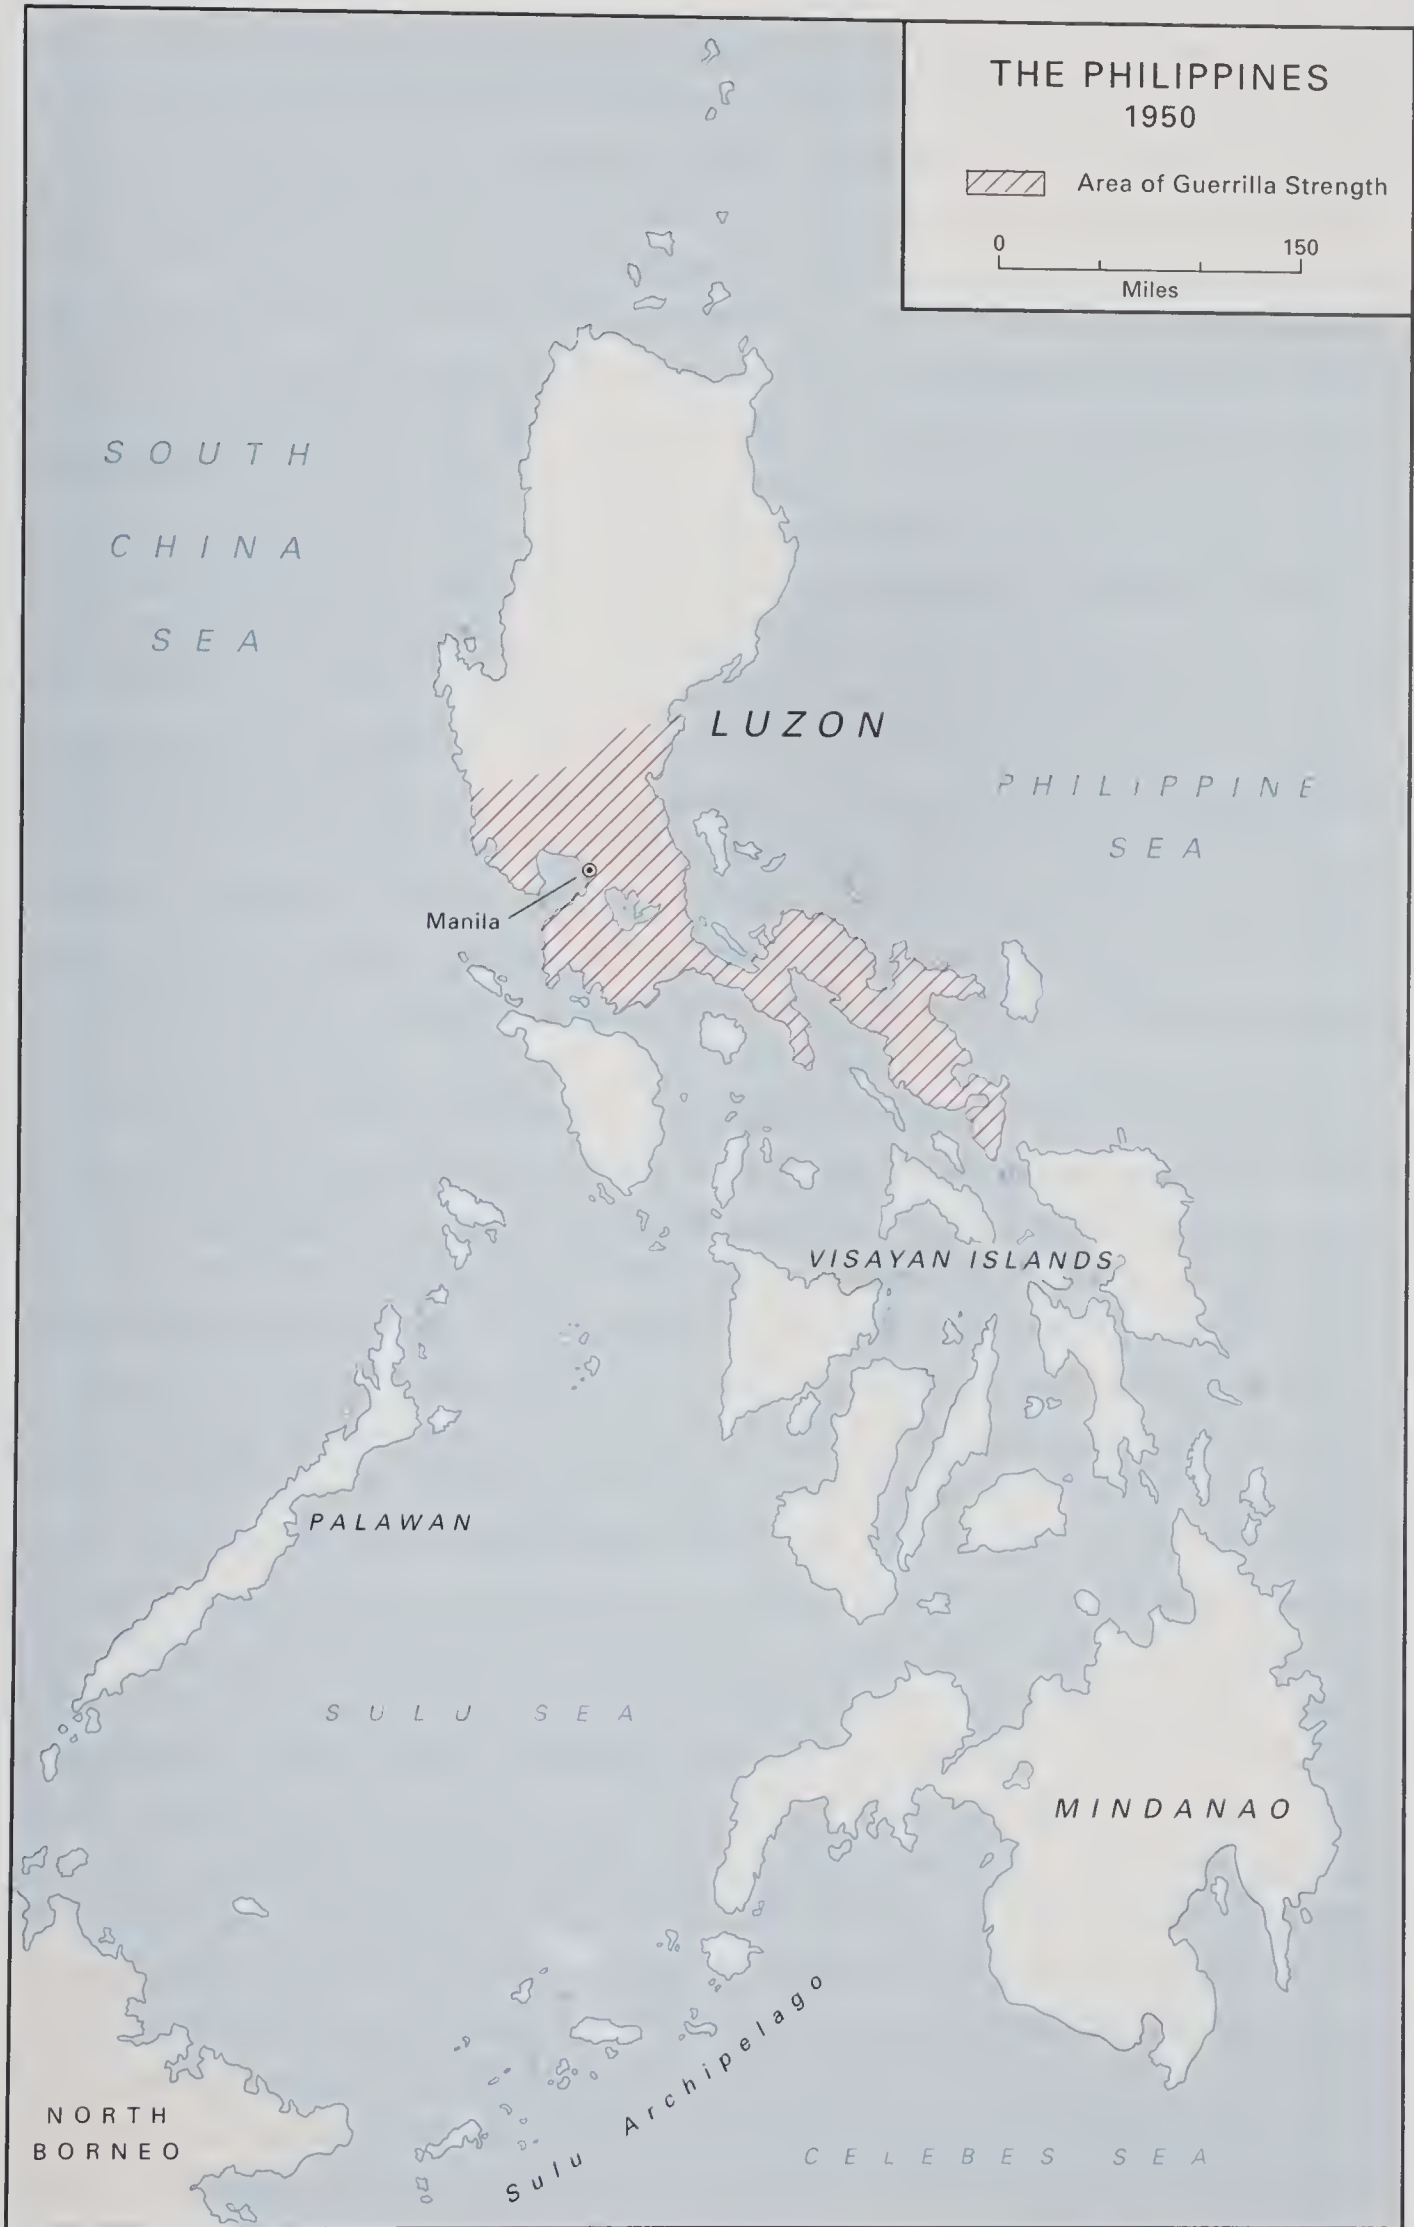 THE PHILIPPINES
1950
Area of Guerrilla Strength
0 150
Miles
SOUTH
CHINA
SEA
LUZON
PHILIPPINE
SEA
Manila
VISAYAN ISLANDS
PALAWAN
SULU SEA
MINDANAO
Sulu Archipelago
NORTH
BORNEO
CELEBES SEA